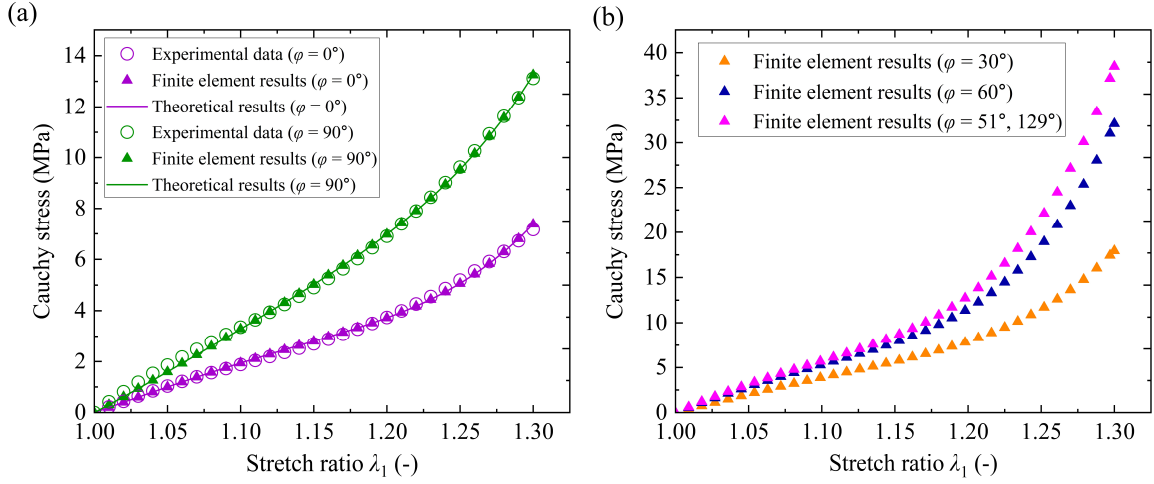 (a)
Cauchy stress (MPa)
14
12
10
8
6
4
2
0
Experimental data (φ = 0°)
Finite element results (φ = 0°)
Theoretical results (φ = 0°)
Experimental data (φ = 90°)
Finite element results (φ = 90°)
Theoretical results (φ = 90°)
1.00 1.05 1.10 1.15 1.20 1.25 1.30
Stretch ratio λ1 (-)
(b)
Cauchy stress (MPa)
40
35
30
25
20
15
10
5
0
Finite element results (φ = 30°)
Finite element results (φ = 60°)
Finite element results (φ = 51°, 129°)
1.00 1.05 1.10 1.15 1.20 1.25 1.30
Stretch ratio λ1 (-)